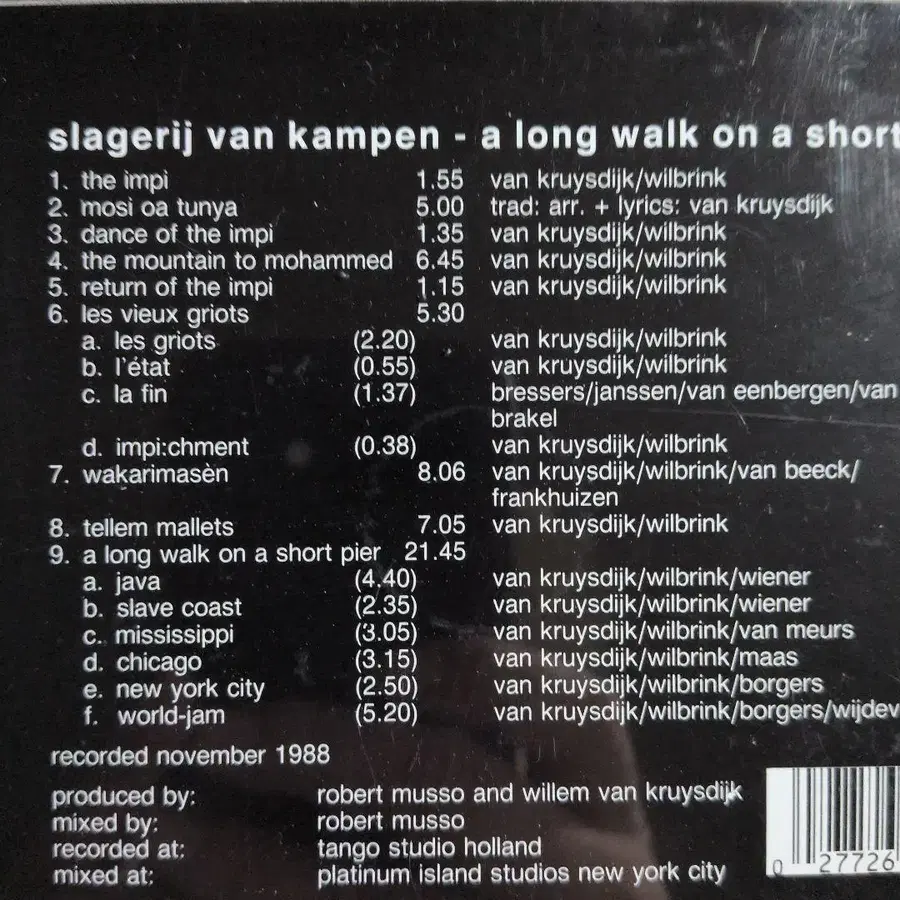 slagerij van kampen - a long walk on a short
1. the impi 1.55 van kruysdijk/wilbrink
2. mosi oa tunya 5.00 trad: arr. + lyrics: van kruysdijk
3. dance of the impi 1.35 van kruysdijk/wilbrink
4. the mountain to mohammed 6.45 van kruysdijk/wilbrink
5. return of the impi 1.15 van kruysdijk/wilbrink
6. les vieux griots 5.30
a. les griots (2.20) van kruysdijk/wilbrink
b. l'état (0.55) van kruysdijk/wilbrink
c. la fin (1.37) bressers/janssen/van eenbergen/van
brakel
d. impi:chment (0.38) van kruysdijk/wilbrink
7. wakarimasèn 8.06 van kruysdijk/wilbrink/van beeck/
frankhuizen
8. tellem mallets 7.05 van kruysdijk/wilbrink
9. a long walk on a short pier 21.45
a. java (4.40) van kruysdijk/wilbrink/wiener
b. slave coast (2.35) van kruysdijk/wilbrink/wiener
c. mississippi (3.05) van kruysdijk/wilbrink/van meurs
d. chicago (3.15) van kruysdijk/wilbrink/maas
e. new york city (2.50) van kruysdijk/wilbrink/borgers
f. world-jam (5.20) van kruysdijk/wilbrink/borgers/wijdev
recorded november 1988
produced by: robert musso and willem van kruysdijk
mixed by: robert musso
recorded at: tango studio holland
mixed at: platinum island studios new york city
0 27726